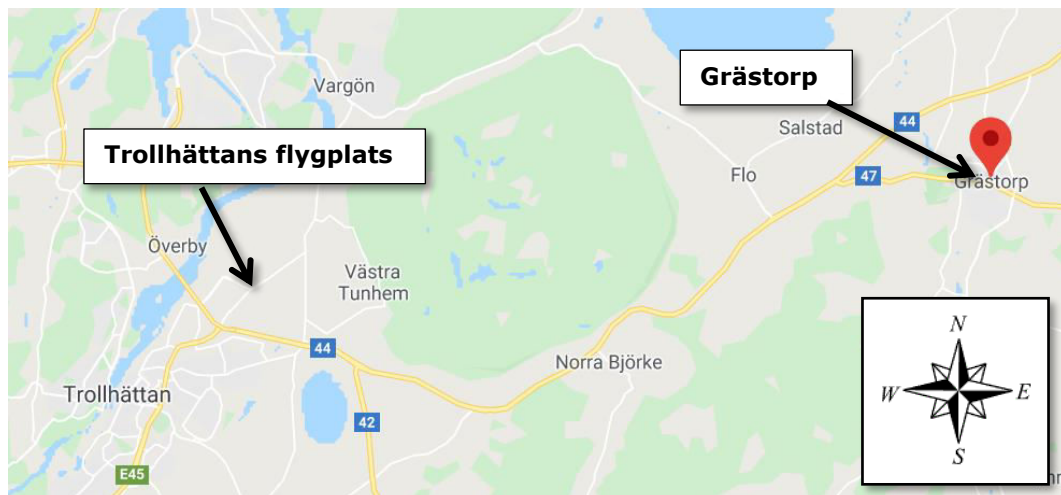 Vargön
Grästorp
Salstad
44
Trollhättans flygplats
Flo
47
Grästorp
Överby
Västra
Tunhem
N
44
Norra Björke
W
E
Trollhättan
42
S
E45